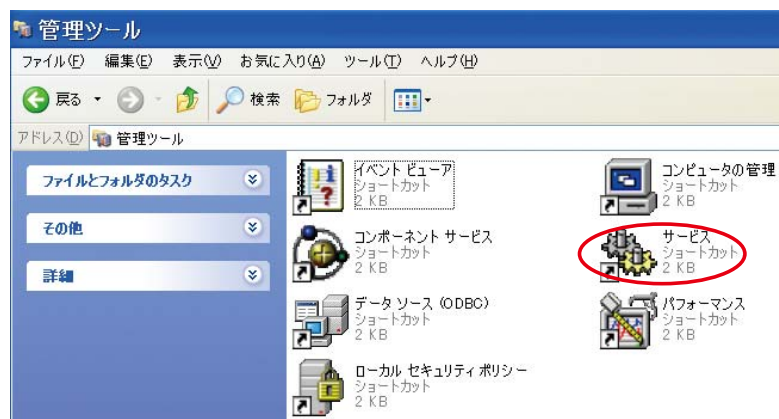 管理ツール
ファイル(F) 編集(E) 表示(V) お気に入り(A) ツール(T) ヘルプ(H)
戻る 検索 フォルダ
アドレス(D) 管理ツール
ファイルとフォルダのタスク
その他
詳細
イベント ビューア
ショートカット
2 KB
コンピュータの管理
ショートカット
2 KB
コンポーネント サービス
ショートカット
2 KB
サービス
ショートカット
2 KB
データ ソース (ODBC)
ショートカット
2 KB
パフォーマンス
ショートカット
2 KB
ローカル セキュリティ ポリシー
ショートカット
2 KB